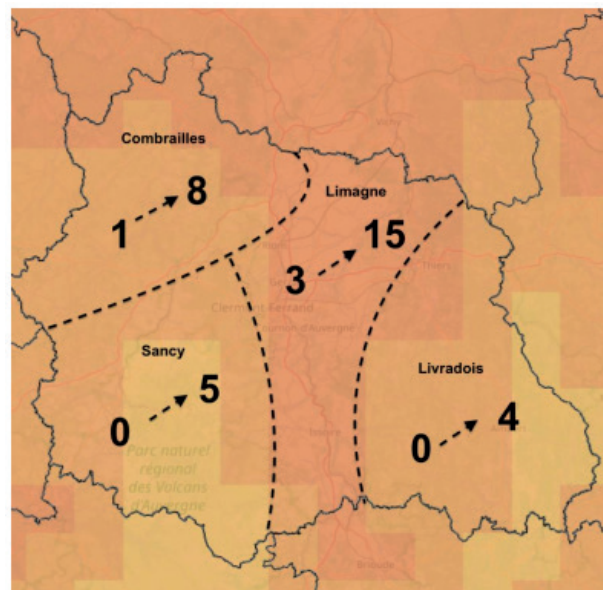 Combrailles
1 8
Limagne
3 15
Thiers
Clermont-Ferrand
Sancy
0 5
Livradois
0 4
Issoire
Parc naturel
régional
des Volcans
d'Auvergne
Brioude